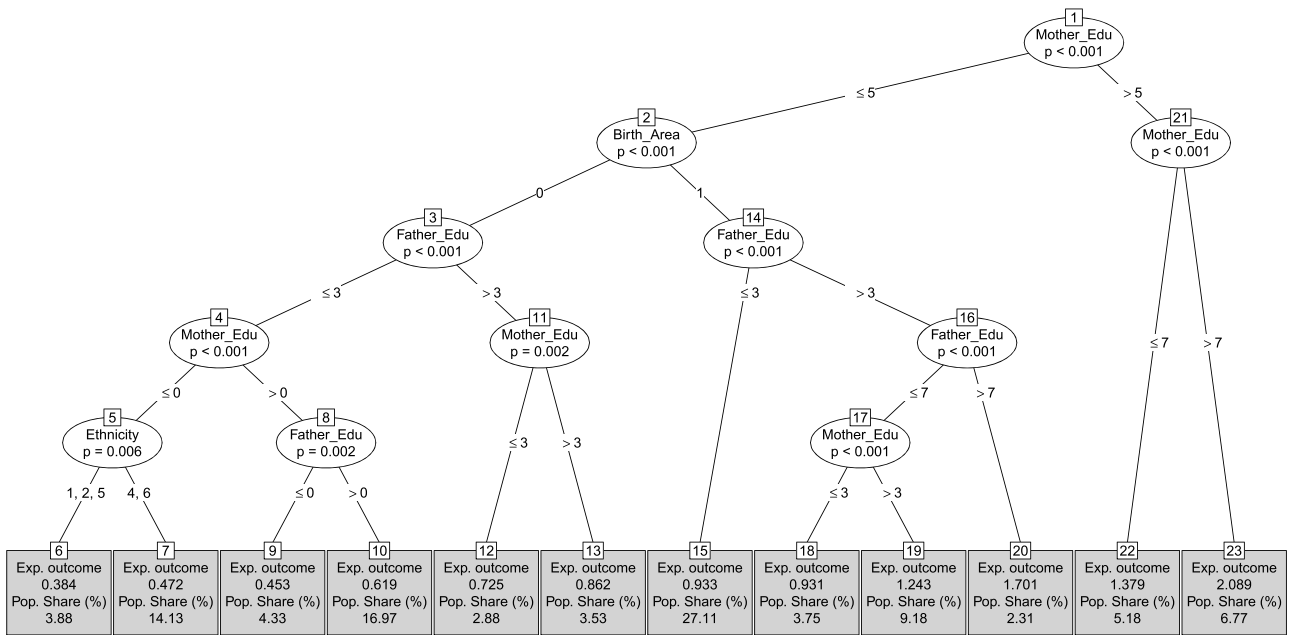 1
Mother_Edu
p < 0.001
≤ 5
> 5
2
Birth_Area
p < 0.001
21
Mother_Edu
p < 0.001
0
1
3
Father_Edu
p < 0.001
14
Father_Edu
p < 0.001
≤ 3
> 3
≤ 3
> 3
4
Mother_Edu
p < 0.001
11
Mother_Edu
p = 0.002
16
Father_Edu
p < 0.001
≤ 7
> 7
≤ 0
> 0
≤ 7
> 7
5
Ethnicity
p = 0.006
8
Father_Edu
p = 0.002
≤ 3
> 3
17
Mother_Edu
p < 0.001
1, 2, 5
4, 6
≤ 0
> 0
≤ 3
> 3
6
Exp. outcome
0.384
Pop. Share (%)
3.88
7
Exp. outcome
0.472
Pop. Share (%)
14.13
9
Exp. outcome
0.453
Pop. Share (%)
4.33
10
Exp. outcome
0.619
Pop. Share (%)
16.97
12
Exp. outcome
0.725
Pop. Share (%)
2.88
13
Exp. outcome
0.862
Pop. Share (%)
3.53
15
Exp. outcome
0.933
Pop. Share (%)
27.11
18
Exp. outcome
0.931
Pop. Share (%)
3.75
19
Exp. outcome
1.243
Pop. Share (%)
9.18
20
Exp. outcome
1.701
Pop. Share (%)
2.31
22
Exp. outcome
1.379
Pop. Share (%)
5.18
23
Exp. outcome
2.089
Pop. Share (%)
6.77